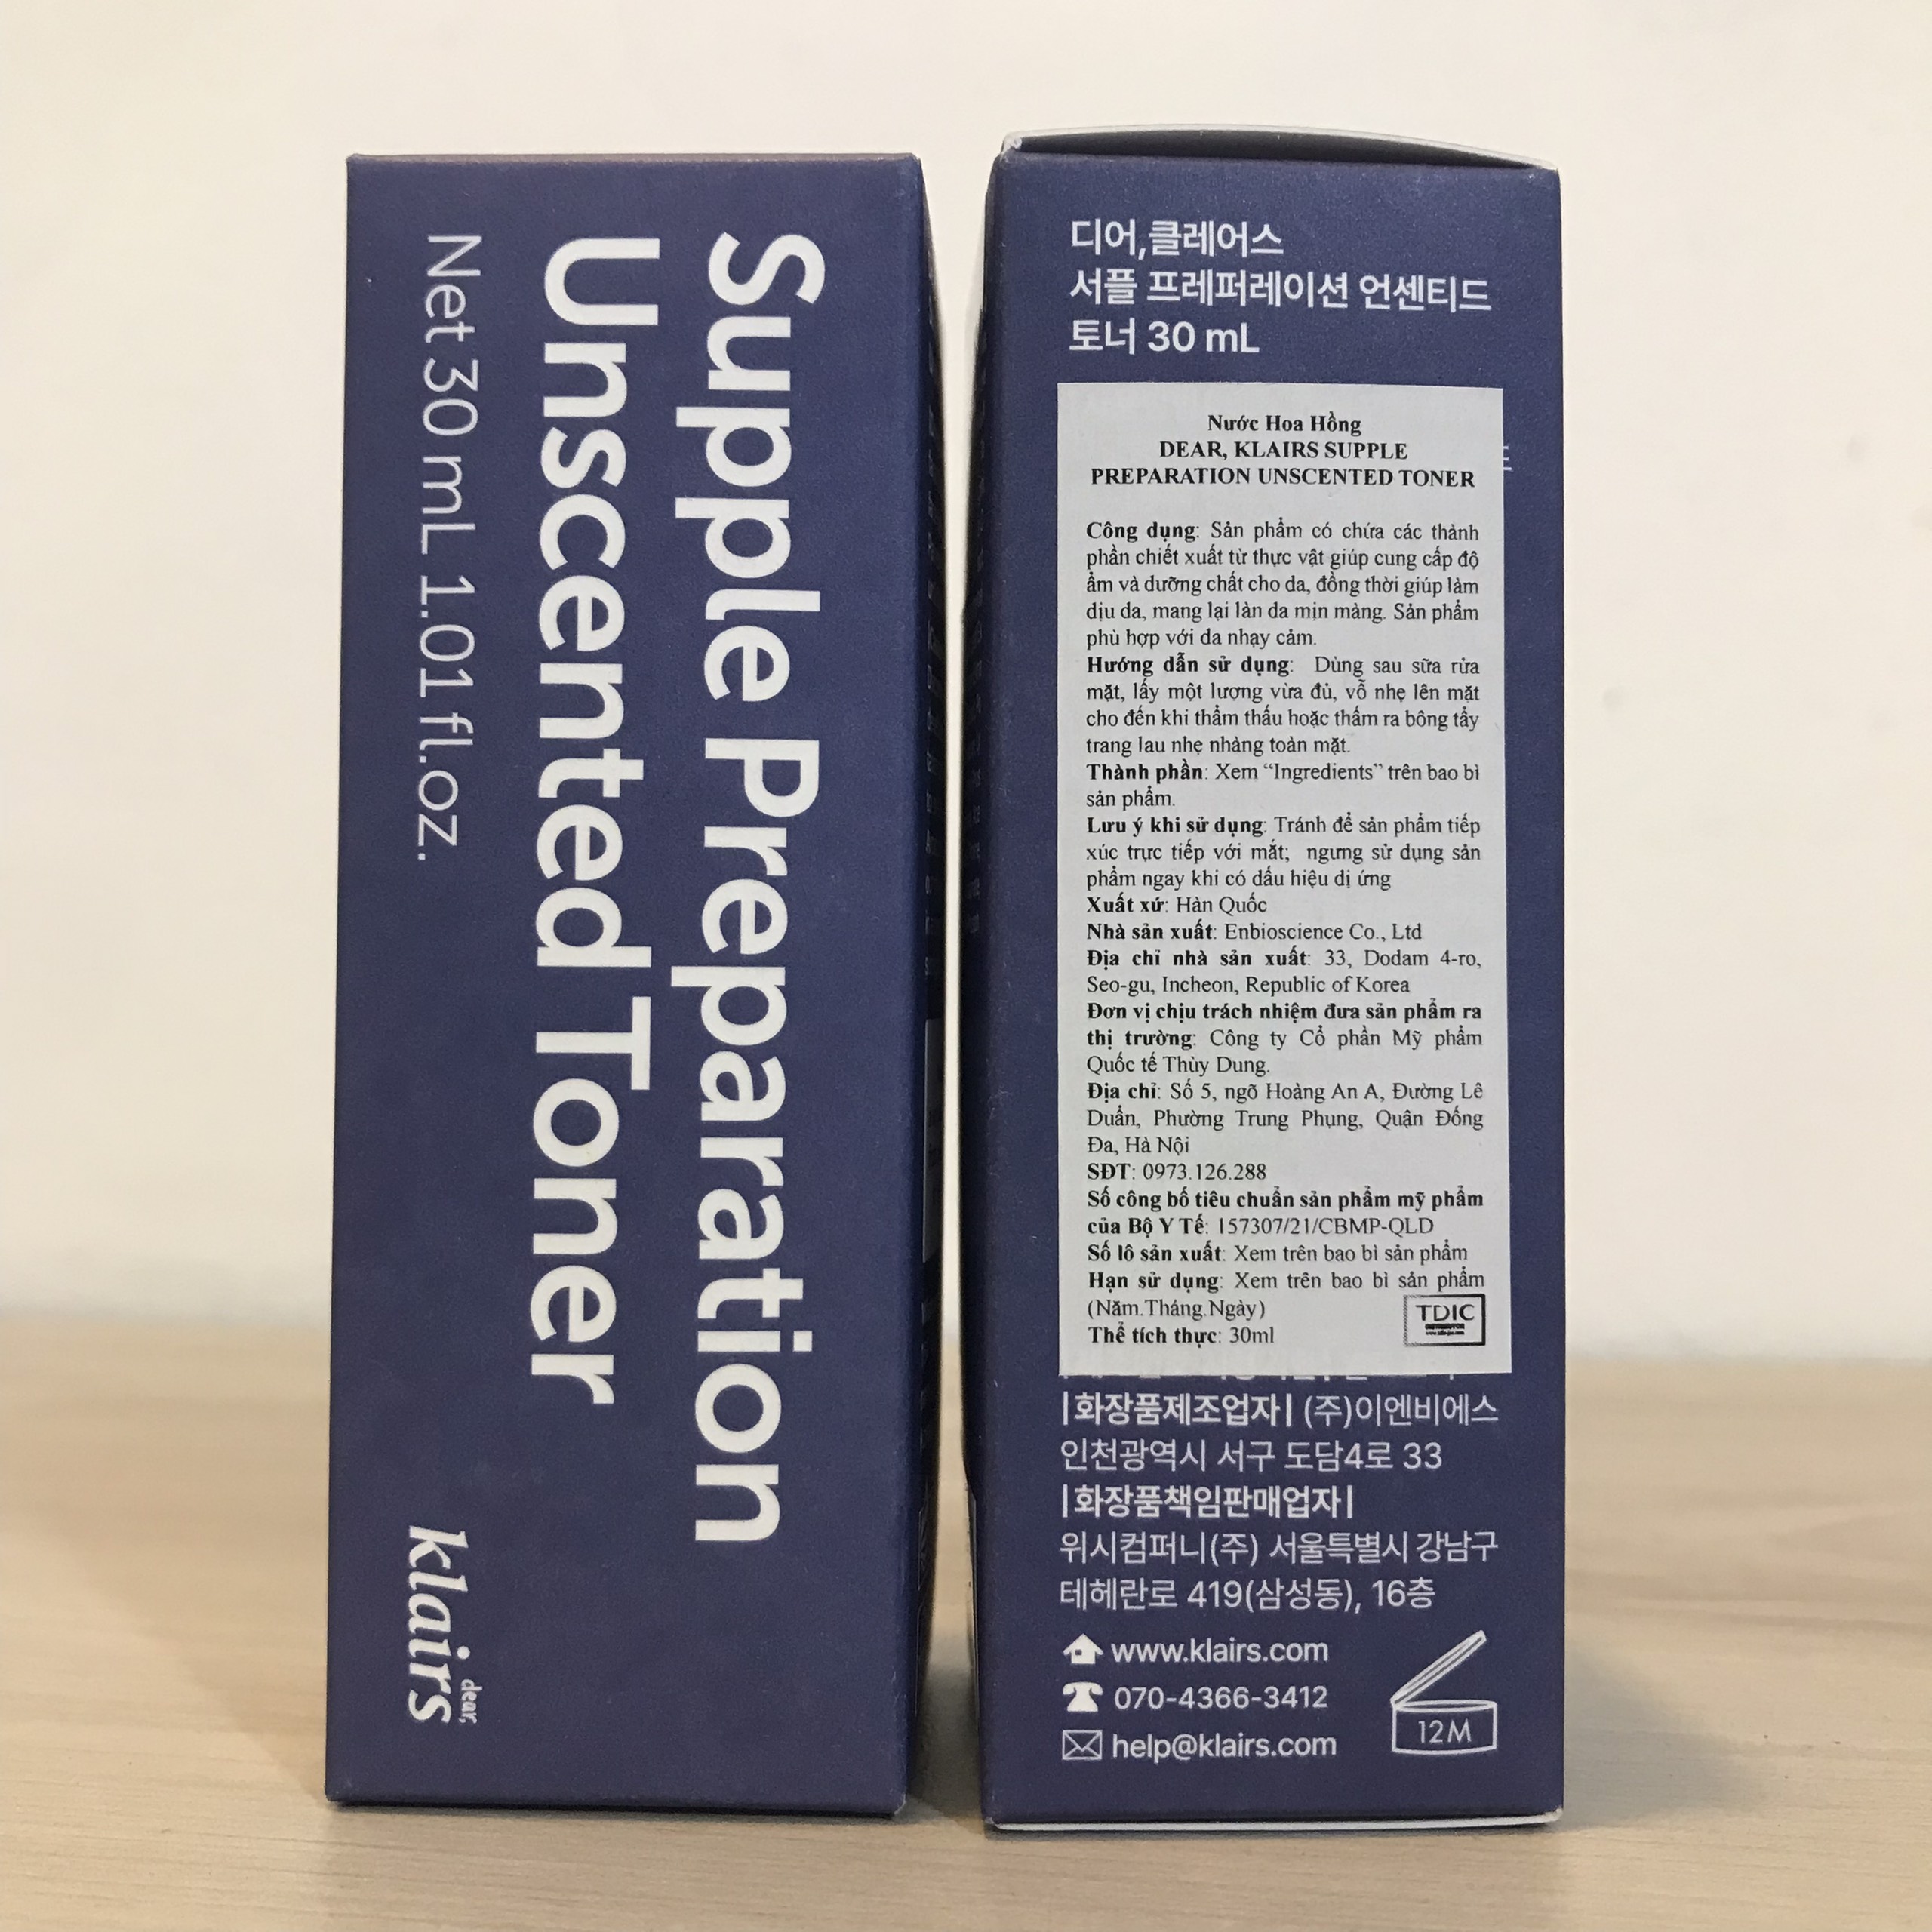 Supple Preparation
Unscented Toner
Net 30 mL 1.01 fl.oz.
dear,
klairs
디어,클레어스
서플 프레퍼레이션 언센티드
토너 30 mL
Nước Hoa Hồng
DEAR, KLAIRS SUPPLE
PREPARATION UNSCENTED TONER
Công dụng: Sản phẩm có chứa các thành
phần chiết xuất từ thực vật giúp cung cấp độ
ẩm và dưỡng chất cho da, đồng thời giúp làm
dịu da, mang lại làn da mịn màng. Sản phẩm
phù hợp với da nhạy cảm.
Hướng dẫn sử dụng: Dùng sau sữa rửa
mặt, lấy một lượng vừa đủ, vỗ nhẹ lên mặt
cho đến khi thẩm thấu hoặc thấm ra bông tẩy
trang lau nhẹ nhàng toàn mặt.
Thành phần: Xem “Ingredients” trên bao bì
sản phẩm.
Lưu ý khi sử dụng: Tránh để sản phẩm tiếp
xúc trực tiếp với mắt; ngưng sử dụng sản
phẩm ngay khi có dấu hiệu dị ứng
Xuất xứ: Hàn Quốc
Nhà sản xuất: Enbioscience Co., Ltd
Địa chỉ nhà sản xuất: 33, Dodam 4-ro,
Seo-gu, Incheon, Republic of Korea
Đơn vị chịu trách nhiệm đưa sản phẩm ra
thị trường: Công ty Cổ phần Mỹ phẩm
Quốc tế Thùy Dung.
Địa chỉ: Số 5, ngõ Hoàng An A, Đường Lê
Duẩn, Phường Trung Phụng, Quận Đống
Đa, Hà Nội
SĐT: 0973.126.288
Số công bố tiêu chuẩn sản phẩm mỹ phẩm
của Bộ Y Tế: 157307/21/CBMP-QLD
Số lô sản xuất: Xem trên bao bì sản phẩm
Hạn sử dụng: Xem trên bao bì sản phẩm
(Năm.Tháng.Ngày)
Thể tích thực: 30ml
TDIC
|화장품제조업자| (주)이엔비에스
인천광역시 서구 도담4로 33
|화장품책임판매업자|
위시컴퍼니(주) 서울특별시 강남구
테헤란로 419(삼성동), 16층
www.klairs.com
070-4366-3412
help@klairs.com
12M